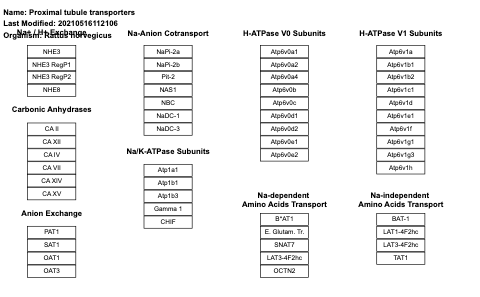 Name: Proximal tubule transporters
Last Modified: 20210516112106
Organism: Rattus norvegicus
Na+ / H+ Exchange
NHE3
NHE3 RegP1
NHE3 RegP2
NHE8
Carbonic Anhydrases
CA II
CA XII
CA IV
CA VII
CA XIV
CA XV
Anion Exchange
PAT1
SAT1
OAT1
OAT3
Na-Anion Cotransport
NaPi-2a
NaPi-2b
Pit-2
NAS1
NBC
NaDC-1
NaDC-3
Na/K-ATPase Subunits
Atp1a1
Atp1b1
Atp1b3
Gamma 1
CHIF
H-ATPase V0 Subunits
Atp6v0a1
Atp6v0a2
Atp6v0a4
Atp6v0b
Atp6v0c
Atp6v0d1
Atp6v0d2
Atp6v0e1
Atp6v0e2
Na-dependent
Amino Acids Transport
B°AT1
E. Glutam. Tr.
SNAT7
LAT3-4F2hc
OCTN2
H-ATPase V1 Subunits
Atp6v1a
Atp6v1b1
Atp6v1b2
Atp6v1c1
Atp6v1d
Atp6v1e1
Atp6v1f
Atp6v1g1
Atp6v1g3
Atp6v1h
Na-independent
Amino Acids Transport
BAT-1
LAT1-4F2hc
LAT3-4F2hc
TAT1